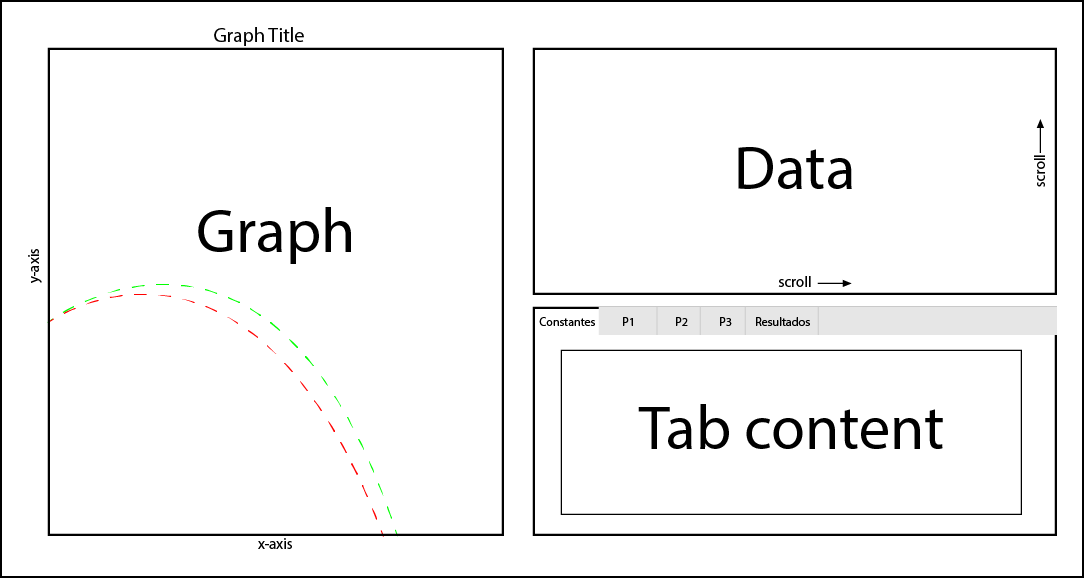 Graph Title
Graph
y-axis
x-axis
Data
scroll
scroll
Constantes P1 P2 P3 Resultados
Tab content